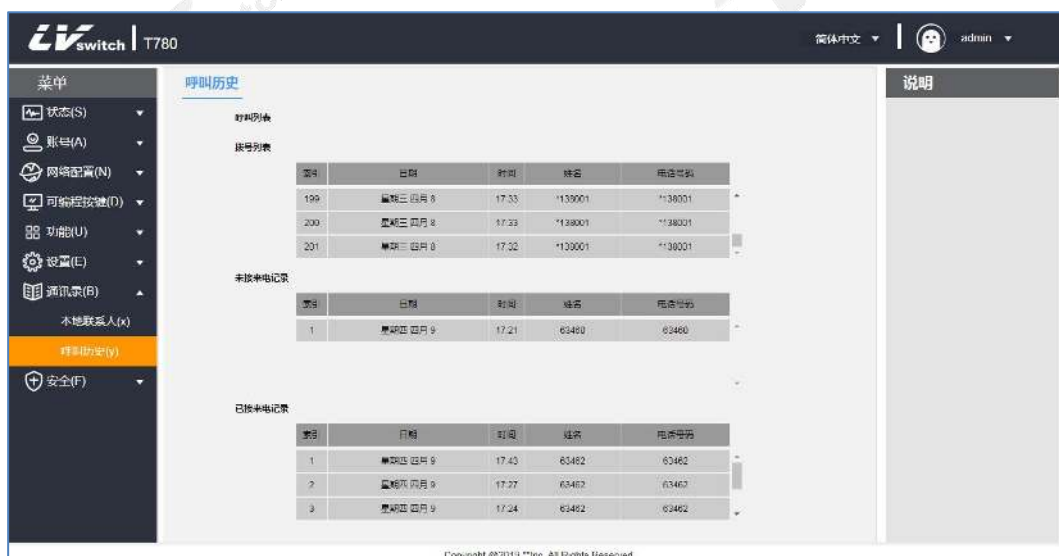 LVswitch | T780
简体中文
admin
菜单
状态(S)
账号(A)
网络配置(N)
可编程按键(D)
功能(U)
设置(E)
通讯录(B)
本地联系人(x)
呼叫历史(y)
安全(F)
呼叫历史
呼叫列表
拨号列表
索引 日期 时间 姓名 电话号码
199 星期三 四月 8 17:33 *138001 *138001
200 星期三 四月 8 17:33 *138001 *138001
201 星期三 四月 8 17:32 *138001 *138001
未接来电记录
索引 日期 时间 姓名 电话号码
1 星期四 四月 9 17:21 63460 63460
已接来电记录
索引 日期 时间 姓名 电话号码
1 星期四 四月 9 17:43 63462 63462
2 星期四 四月 9 17:27 63462 63462
3 星期四 四月 9 17:24 63462 63462
说明
Copyright @2019 **Inc. All Rights Reserved